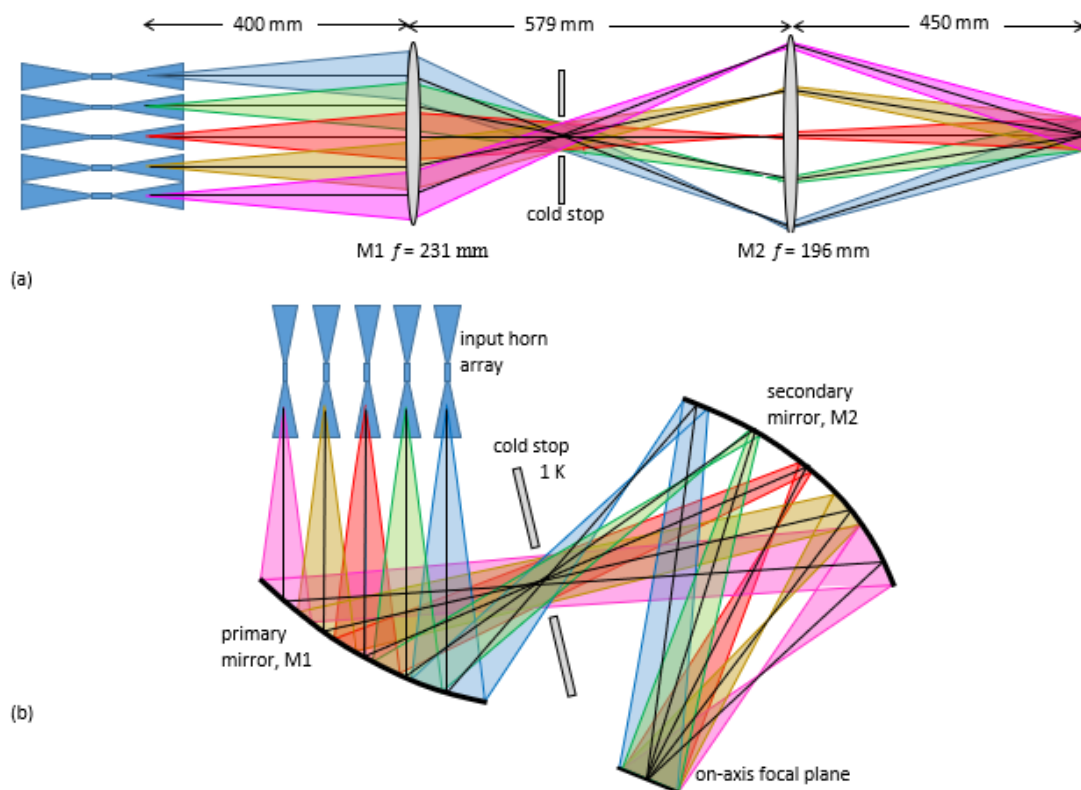 400 mm
579 mm
450 mm
cold stop
M1 f = 231 mm
M2 f = 196 mm
(a)
input horn
array
secondary
mirror, M2
cold stop
1 K
primary
mirror, M1
(b)
on-axis focal plane